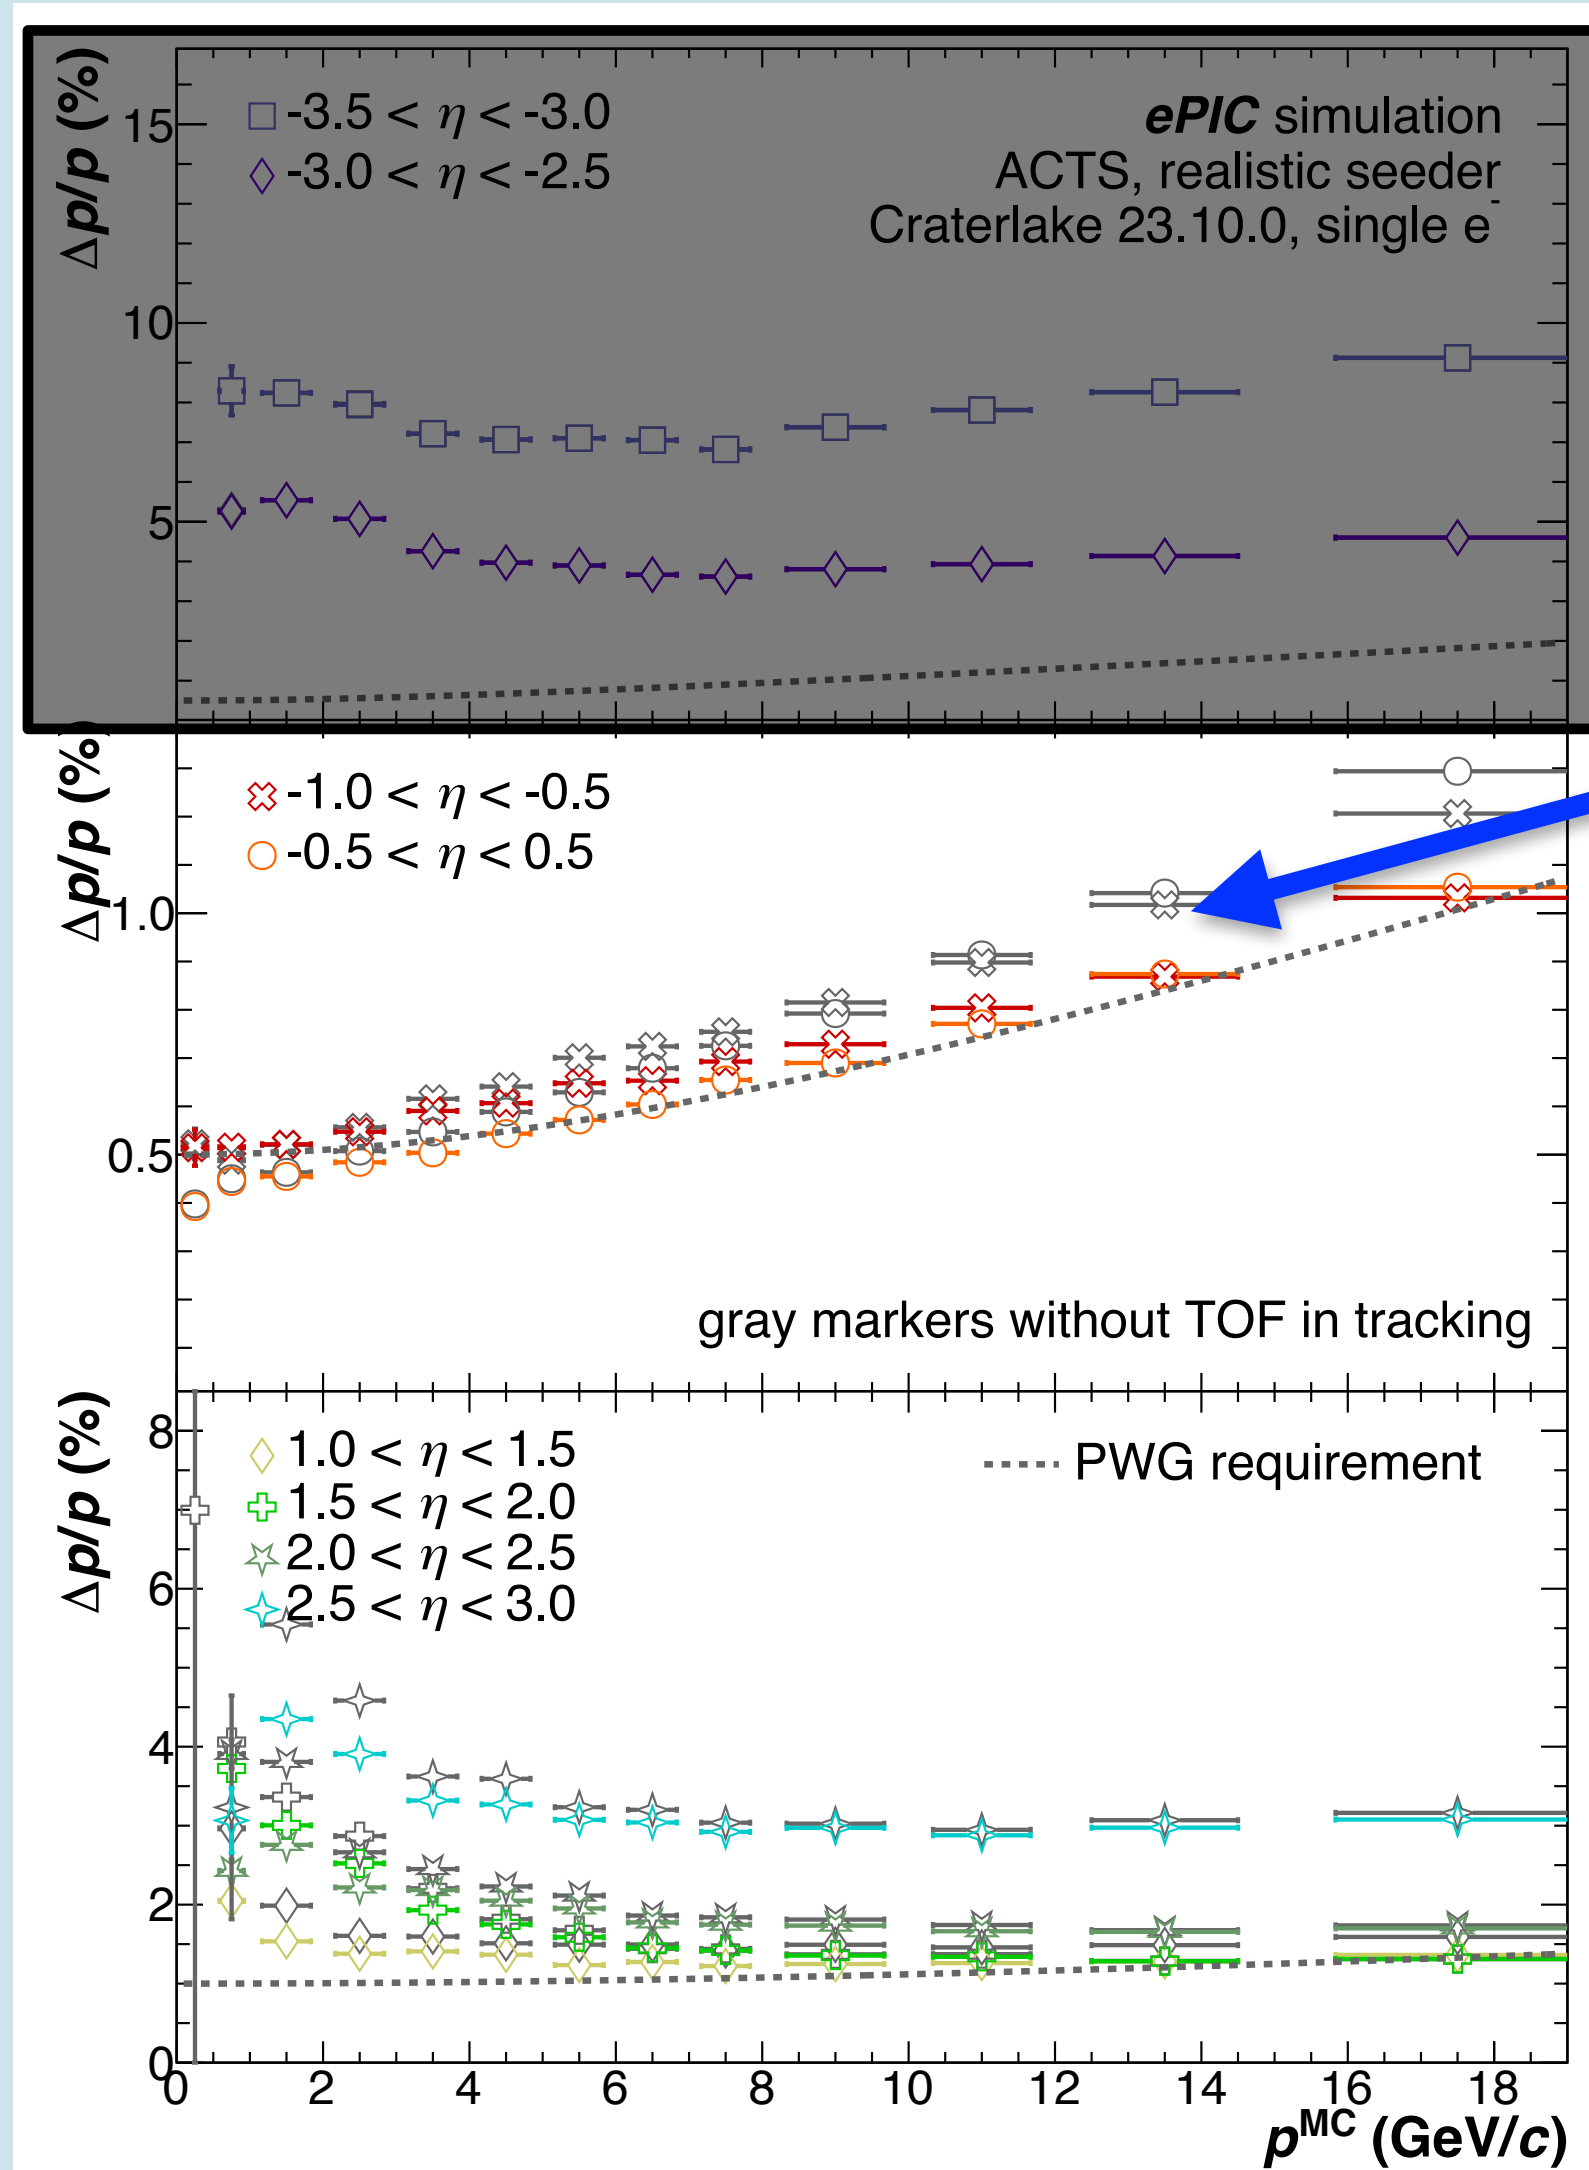 Δp/p (%)
-3.5 < η < -3.0
-3.0 < η < -2.5
ePIC simulation
ACTS, realistic seeder
Craterlake 23.10.0, single e⁻
15
10
5
Δp/p (%)
-1.0 < η < -0.5
-0.5 < η < 0.5
1.0
0.5
gray markers without TOF in tracking
Δp/p (%)
1.0 < η < 1.5
1.5 < η < 2.0
2.0 < η < 2.5
2.5 < η < 3.0
PWG requirement
8
6
4
2
0
0 2 4 6 8 10 12 14 16 18
p^MC (GeV/c)